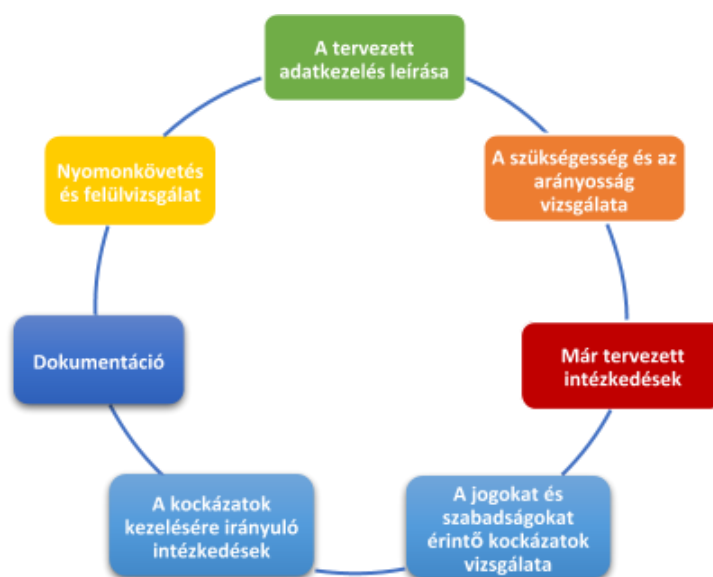 A tervezett
adatkezelés leírása
A szükségesség és az
arányosság
vizsgálata
Már tervezett
intézkedések
A jogokat és
szabadságokat
érintő kockázatok
vizsgálata
A kockázatok
kezelésére irányuló
intézkedések
Dokumentáció
Nyomonkövetés
és felülvizsgálat